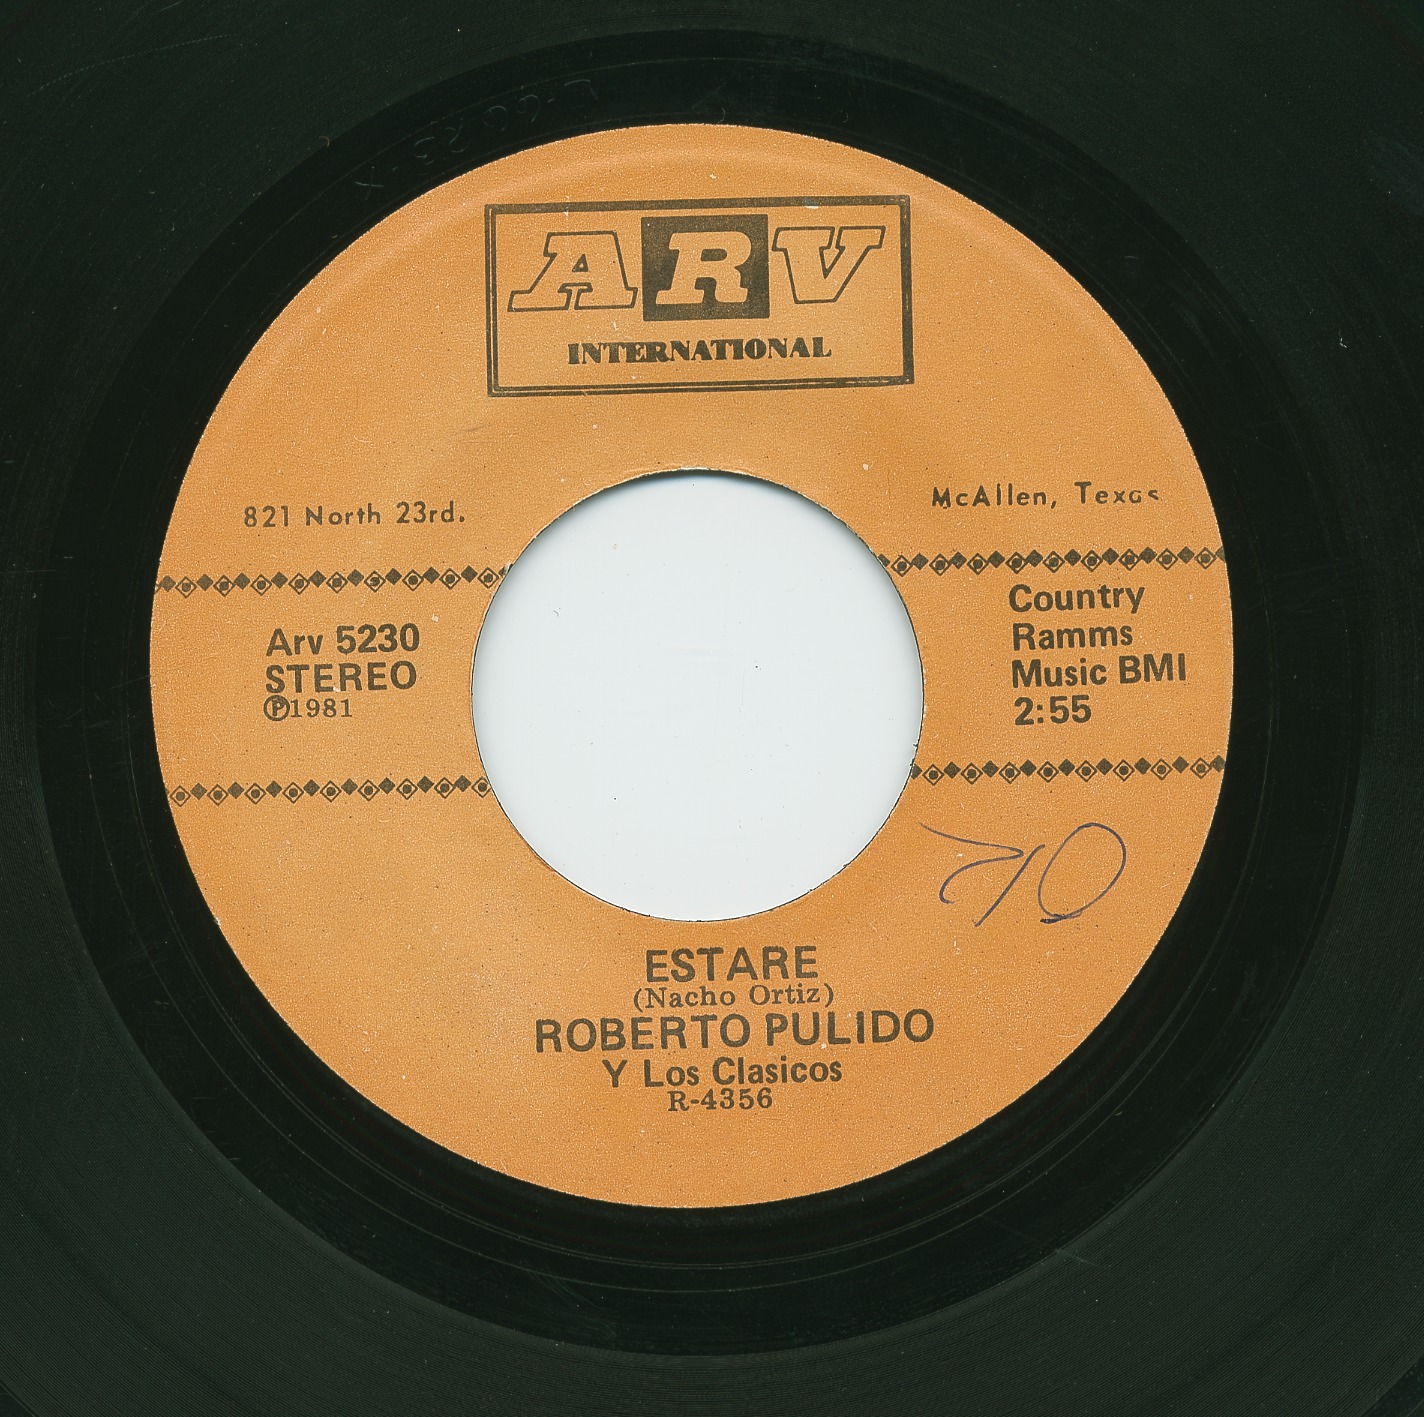 ARV
INTERNATIONAL
821 North 23rd.
McAllen, Texas
Arv 5230
STEREO
℗1981
Country
Ramms
Music BMI
2:55
ESTARE
(Nacho Ortiz)
ROBERTO PULIDO
Y Los Clasicos
R-4356